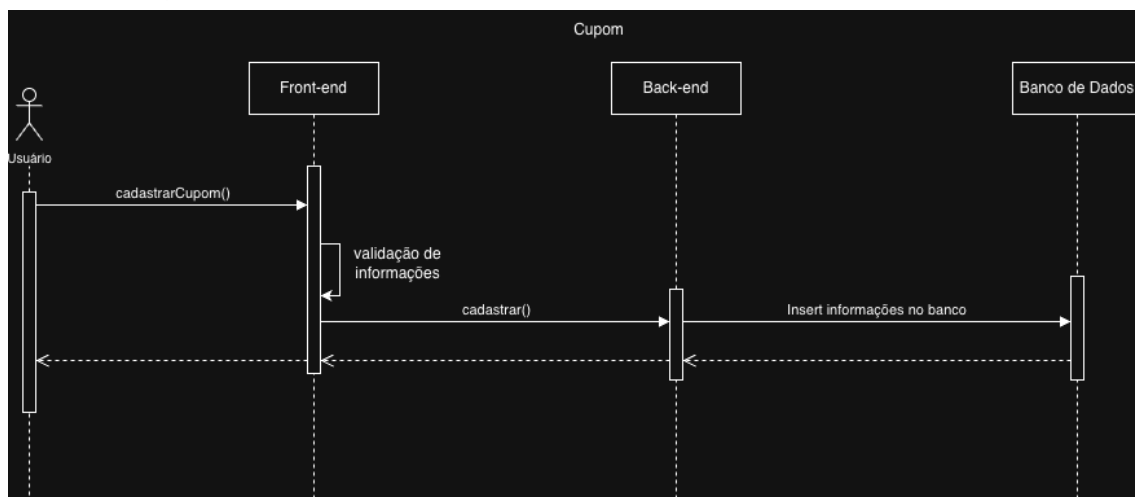 Cupom
Front-end
Back-end
Banco de Dados
Usuário
cadastrarCupom()
validação de
informações
cadastrar()
Insert informações no banco